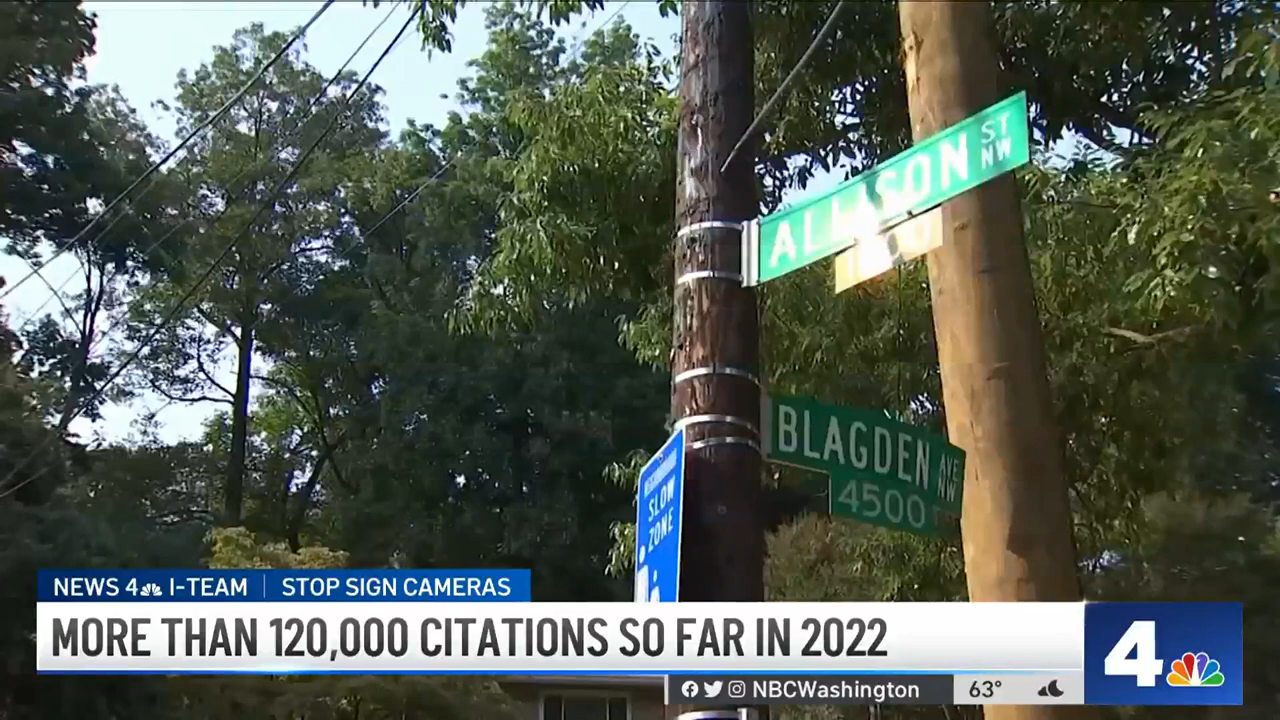 ALLISON ST NW
BLAGDEN AVE NW
4500
NEIGHBORHOOD
SLOW
ZONE
NEWS 4 I-TEAM | STOP SIGN CAMERAS
MORE THAN 120,000 CITATIONS SO FAR IN 2022
4
NBCWashington 63°